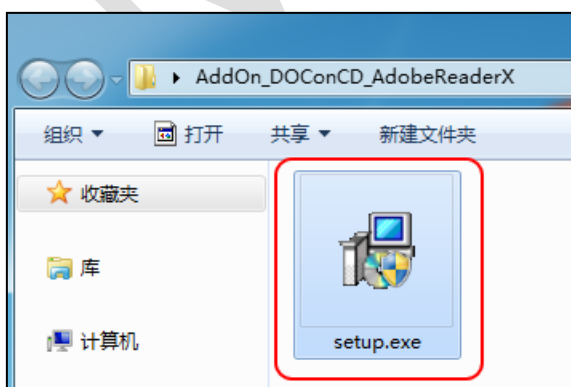 AddOn_DOConCD_AdobeReaderX
组织 打开 共享 新建文件夹
收藏夹
库
计算机
setup.exe